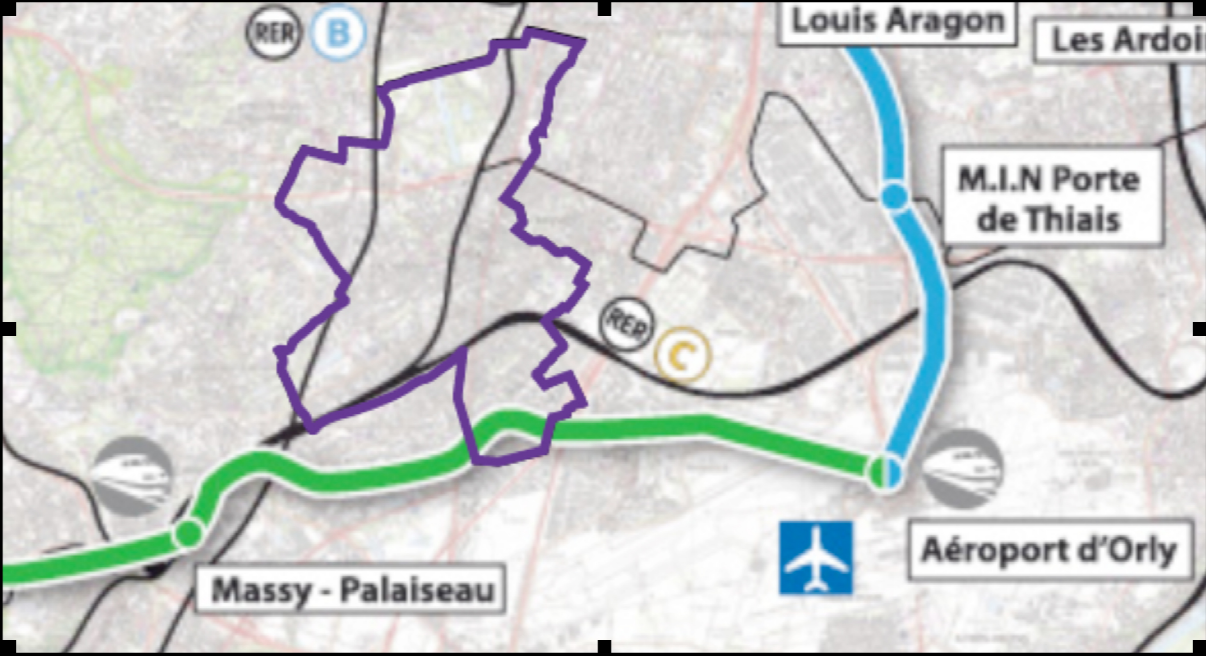 RER B
Louis Aragon
Les Ardoi
M.I.N Porte
de Thiais
RER C
Aéroport d'Orly
Massy - Palaiseau